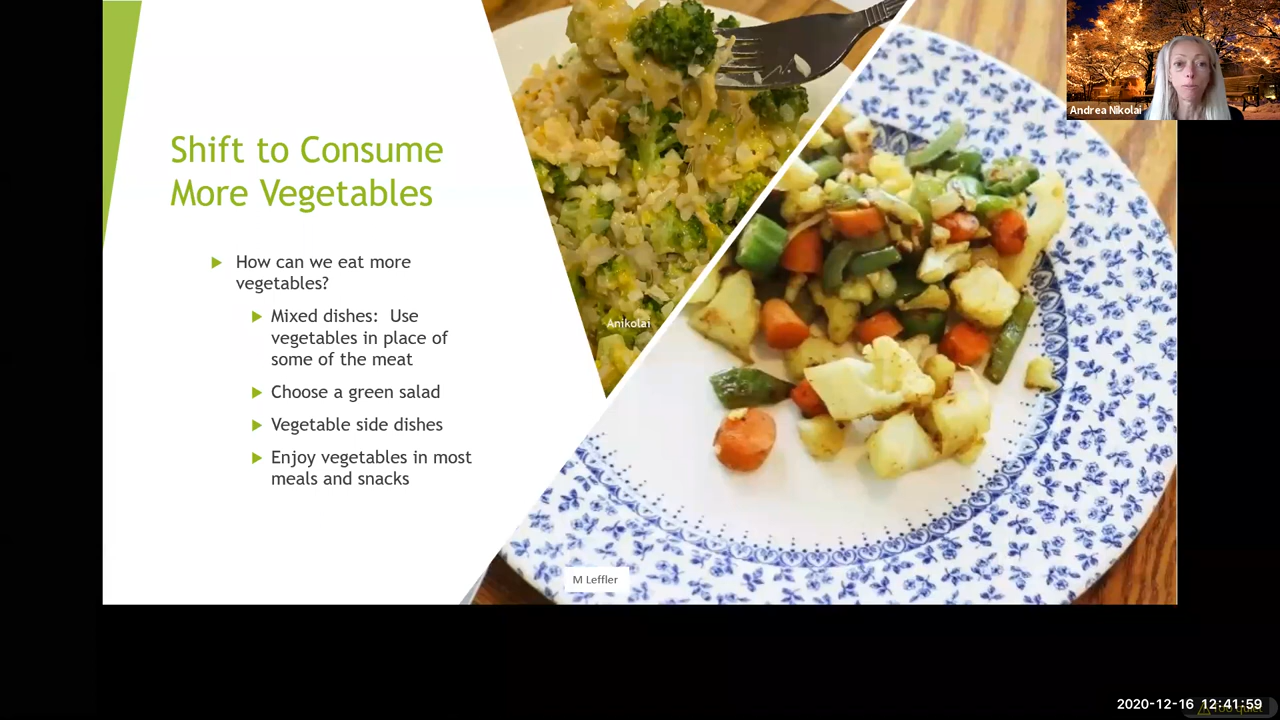 Andrea Nikolai
Shift to Consume
More Vegetables
How can we eat more
vegetables?
Mixed dishes: Use
vegetables in place of
some of the meat
Choose a green salad
Vegetable side dishes
Enjoy vegetables in most
meals and snacks
Anikolai
M Leffler
2020-12-16 12:41:59